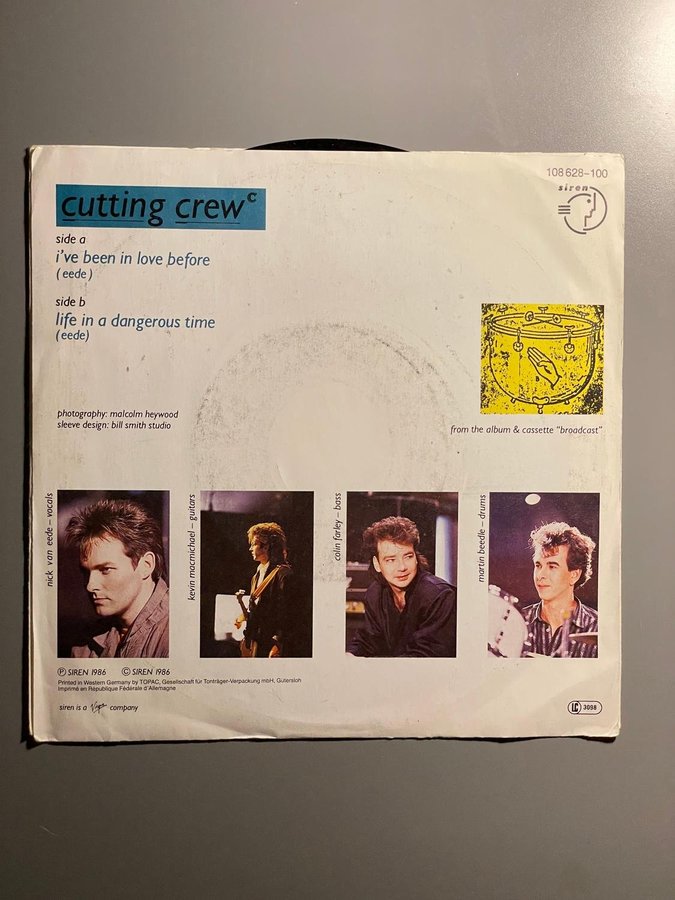 108 628-100
siren
cutting crew c
side a
i've been in love before
(eede)
side b
life in a dangerous time
(eede)
photography: malcolm heywood
sleeve design: bill smith studio
from the album & cassette "broadcast"
nick van eede – vocals
kevin macmichael – guitars
colin farley – bass
martin beedle – drums
Ⓟ SIREN 1986 © SIREN 1986
Printed in Western Germany by TOPAC, Gesellschaft für Tonträger-Verpackung mbH, Gütersloh
Imprimé en République Fédérale d'Allemagne
siren is a Virgin company
LC 3098